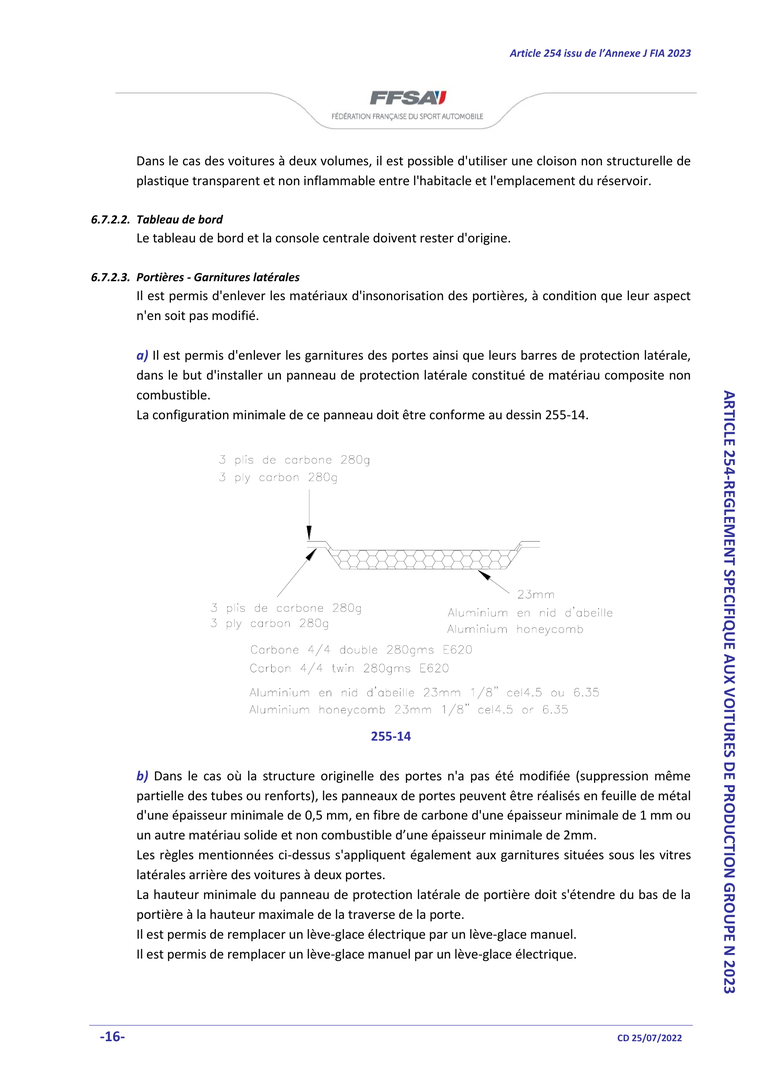 Article 254 issu de l'Annexe J FIA 2023
FFSA
FÉDÉRATION FRANÇAISE DU SPORT AUTOMOBILE
Dans le cas des voitures à deux volumes, il est possible d'utiliser une cloison non structurelle de
plastique transparent et non inflammable entre l'habitacle et l'emplacement du réservoir.
6.7.2.2. Tableau de bord
Le tableau de bord et la console centrale doivent rester d'origine.
6.7.2.3. Portières - Garnitures latérales
Il est permis d'enlever les matériaux d'insonorisation des portières, à condition que leur aspect
n'en soit pas modifié.
a) Il est permis d'enlever les garnitures des portes ainsi que leurs barres de protection latérale,
dans le but d'installer un panneau de protection latérale constitué de matériau composite non
combustible.
La configuration minimale de ce panneau doit être conforme au dessin 255-14.
3 plis de carbone 280g
3 ply carbon 280g
3 plis de carbone 280g
3 ply carbon 280g
23mm
Aluminium en nid d'abeille
Aluminium honeycomb
Carbone 4/4 double 280gms E620
Carbon 4/4 twin 280gms E620
Aluminium en nid d'abeille 23mm 1/8" cel4.5 ou 6.35
Aluminium honeycomb 23mm 1/8" cel4.5 or 6.35
255-14
b) Dans le cas où la structure originelle des portes n'a pas été modifiée (suppression même
partielle des tubes ou renforts), les panneaux de portes peuvent être réalisés en feuille de métal
d'une épaisseur minimale de 0,5 mm, en fibre de carbone d'une épaisseur minimale de 1 mm ou
un autre matériau solide et non combustible d’une épaisseur minimale de 2mm.
Les règles mentionnées ci-dessus s'appliquent également aux garnitures situées sous les vitres
latérales arrière des voitures à deux portes.
La hauteur minimale du panneau de protection latérale de portière doit s'étendre du bas de la
portière à la hauteur maximale de la traverse de la porte.
Il est permis de remplacer un lève-glace électrique par un lève-glace manuel.
Il est permis de remplacer un lève-glace manuel par un lève-glace électrique.
ARTICLE 254-REGLEMENT SPECIFIQUE AUX VOITURES DE PRODUCTION GROUPE N 2023
-16-
CD 25/07/2022